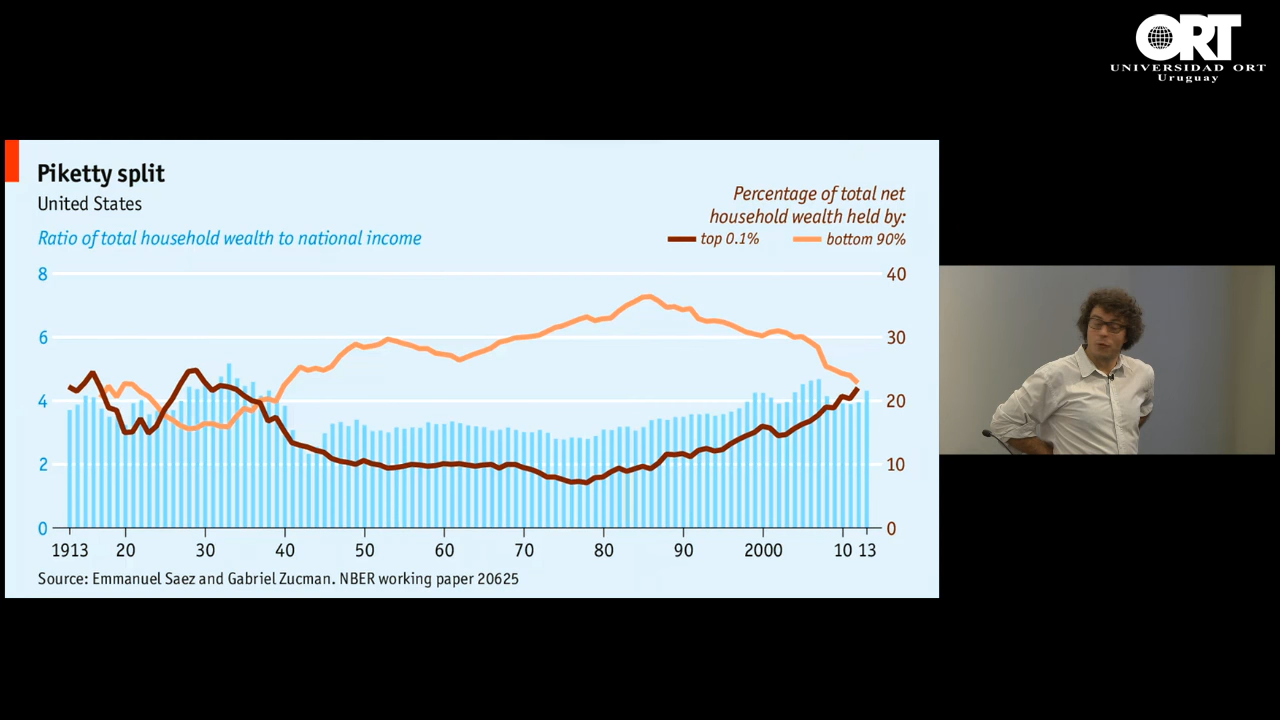 ORT
UNIVERSIDAD ORT
Uruguay
Piketty split
United States
Ratio of total household wealth to national income
Percentage of total net
household wealth held by:
top 0.1% bottom 90%
8 40
6 30
4 20
2 10
0 0
1913 20 30 40 50 60 70 80 90 2000 10 13
Source: Emmanuel Saez and Gabriel Zucman. NBER working paper 20625